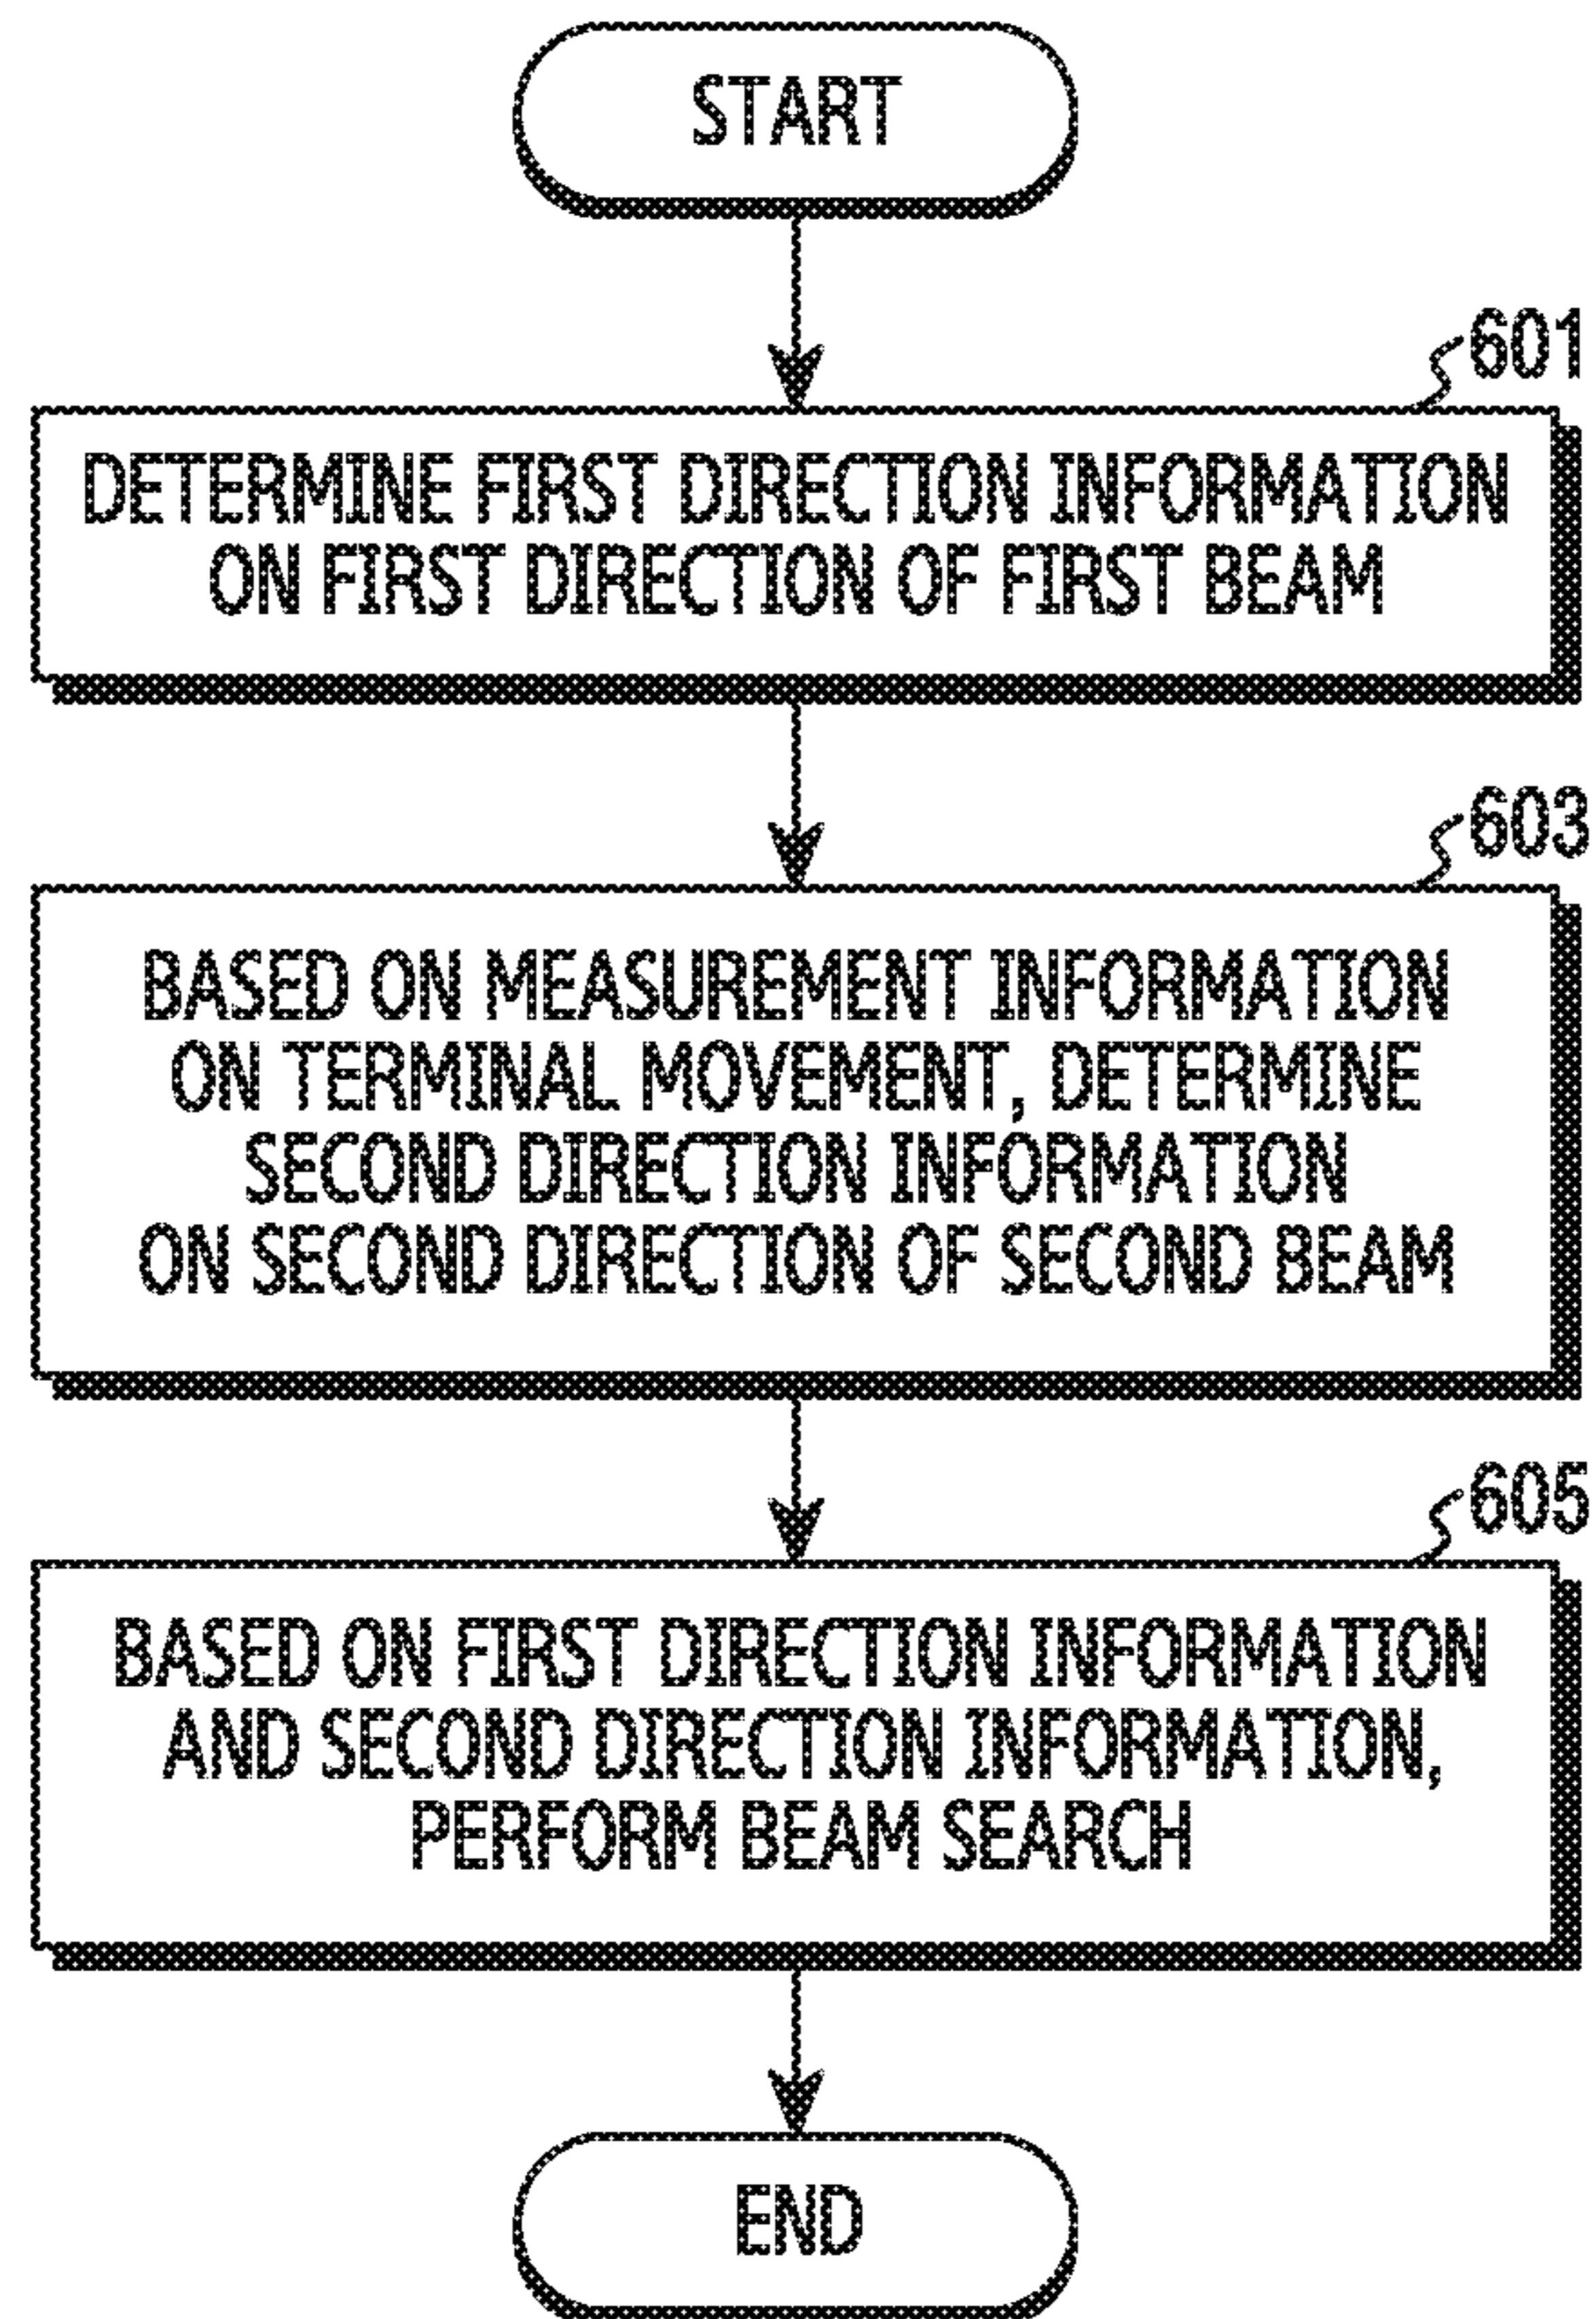 START
601
DETERMINE FIRST DIRECTION INFORMATION
ON FIRST DIRECTION OF FIRST BEAM
603
BASED ON MEASUREMENT INFORMATION
ON TERMINAL MOVEMENT, DETERMINE
SECOND DIRECTION INFORMATION
ON SECOND DIRECTION OF SECOND BEAM
605
BASED ON FIRST DIRECTION INFORMATION
AND SECOND DIRECTION INFORMATION,
PERFORM BEAM SEARCH
END